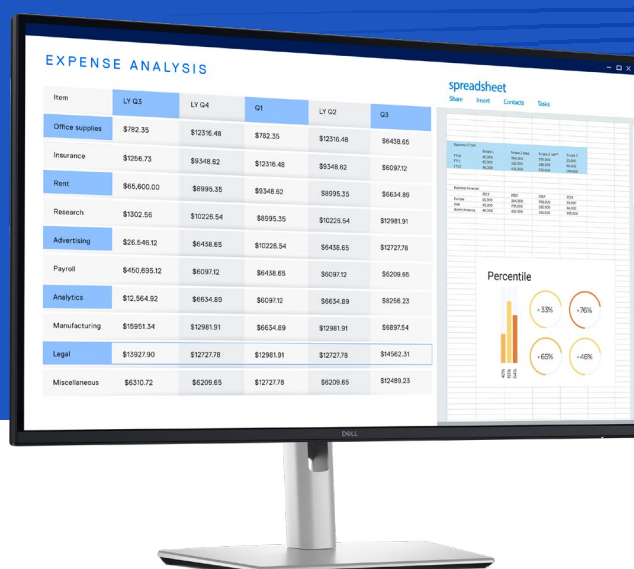 EXPENSE ANALYSIS
Item LY Q3 LY Q4 Q1 LY Q2 Q3
Office supplies $782.35 $12316.48 $782.35 $12316.48 $6438.65
Insurance $1256.73 $9348.62 $12316.48 $9348.62 $6097.12
Rent $65,600.00 $8995.35 $9348.62 $8995.35 $6634.89
Research $1302.56 $10226.54 $8995.35 $10226.54 $12981.91
Advertising $26.546.12 $6438.65 $10226.54 $6438.65 $12727.78
Payroll $450,695.12 $6097.12 $6438.65 $6097.12 $6209.65
Analytics $12,564.92 $6634.89 $6097.12 $6634.89 $8256.23
Manufacturing $15951.34 $12981.91 $6634.89 $12981.91 $6897.54
Legal $13927.90 $12727.78 $12981.91 $12727.78 $14562.31
Miscellaneous $6310.72 $6209.65 $12727.78 $6209.65 $12489.23
spreadsheet
Share Insert Contacts Tasks
Percentile
33% 76%
65% 46%
DELL